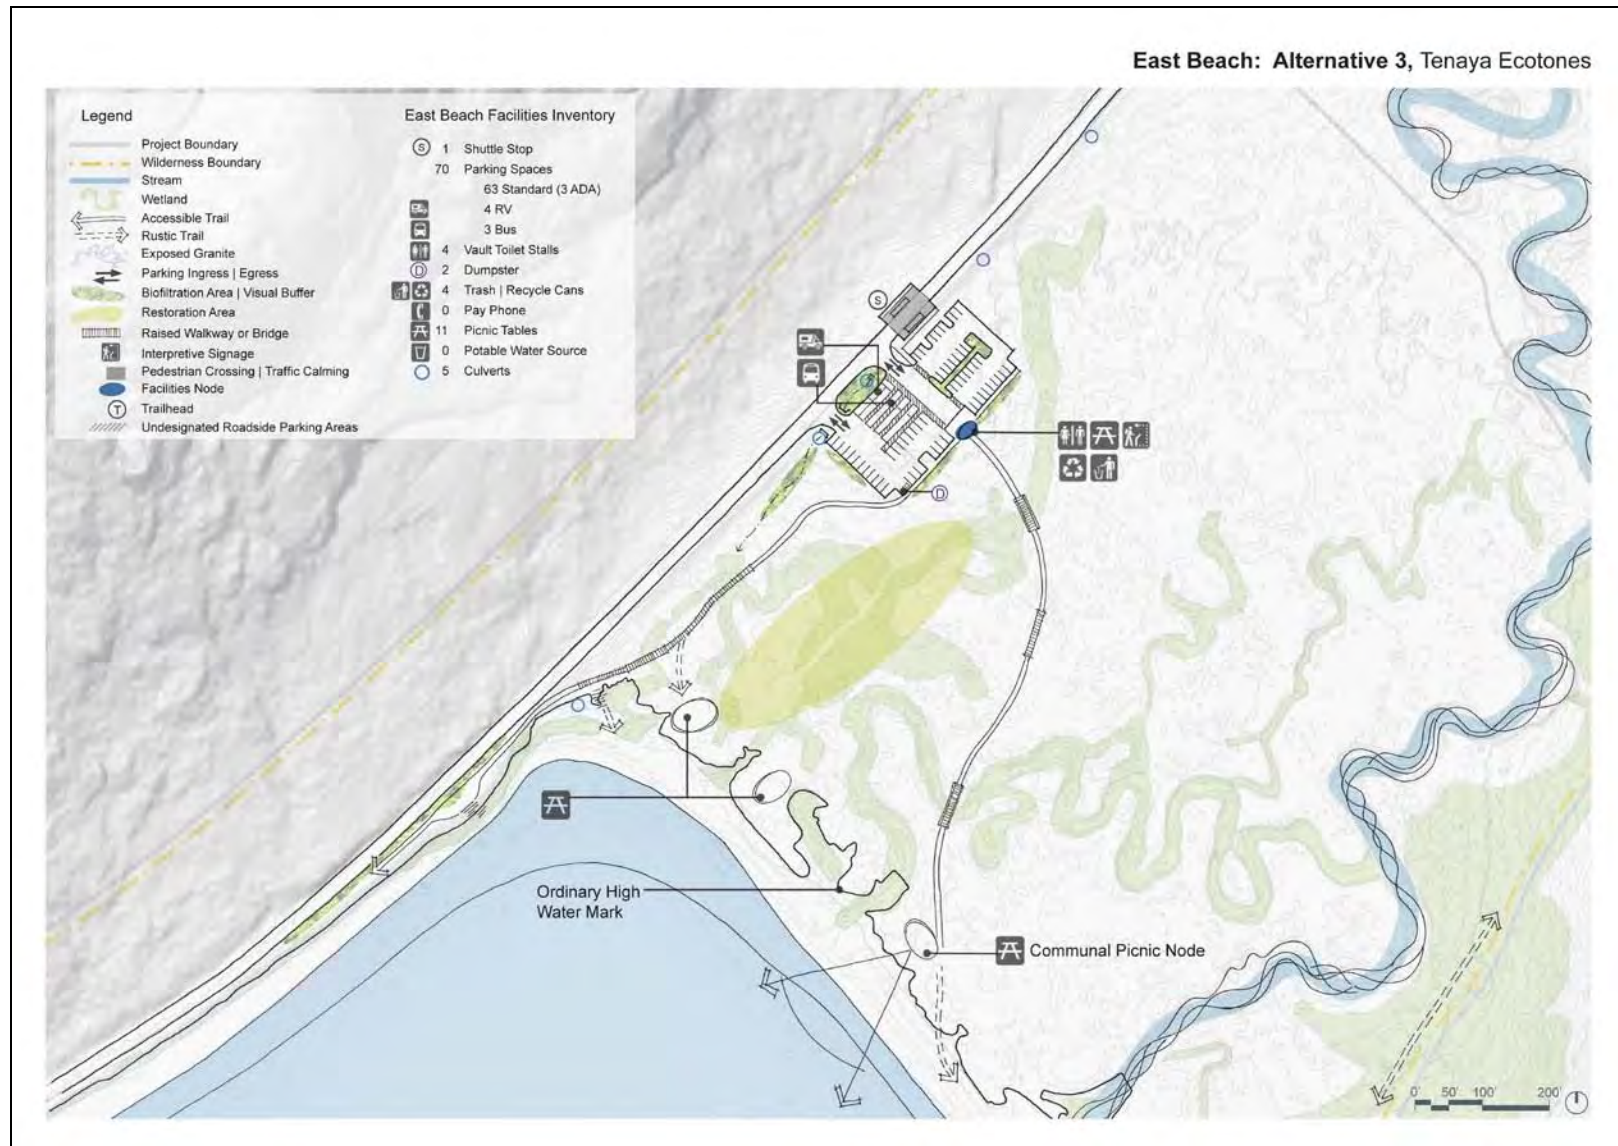 East Beach: Alternative 3, Tenaya Ecotones
Legend
Project Boundary
Wilderness Boundary
Stream
Wetland
Accessible Trail
Rustic Trail
Exposed Granite
Parking Ingress | Egress
Biofiltration Area | Visual Buffer
Restoration Area
Raised Walkway or Bridge
Interpretive Signage
Pedestrian Crossing | Traffic Calming
Facilities Node
T Trailhead
Undesignated Roadside Parking Areas
East Beach Facilities Inventory
S 1 Shuttle Stop
70 Parking Spaces
63 Standard (3 ADA)
4 RV
3 Bus
4 Vault Toilet Stalls
D 2 Dumpster
4 Trash | Recycle Cans
0 Pay Phone
11 Picnic Tables
0 Potable Water Source
5 Culverts
S
D
Ordinary High
Water Mark
Communal Picnic Node
0' 50' 100' 200'